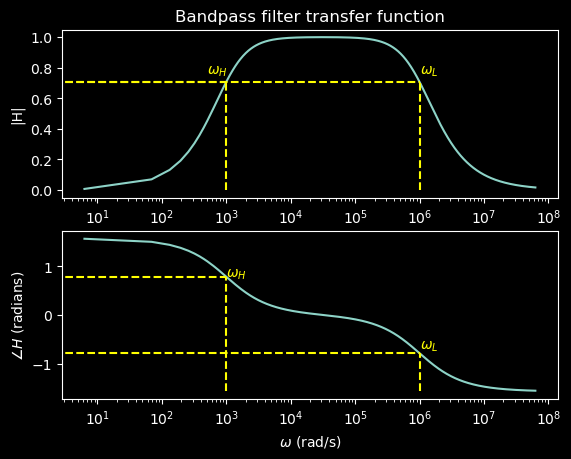 Bandpass filter transfer function
|H|
1.0
0.8
0.6
0.4
0.2
0.0
ω_H
ω_L
10^1 10^2 10^3 10^4 10^5 10^6 10^7 10^8
∠H (radians)
1
0
−1
ω_H
ω_L
10^1 10^2 10^3 10^4 10^5 10^6 10^7 10^8
ω (rad/s)